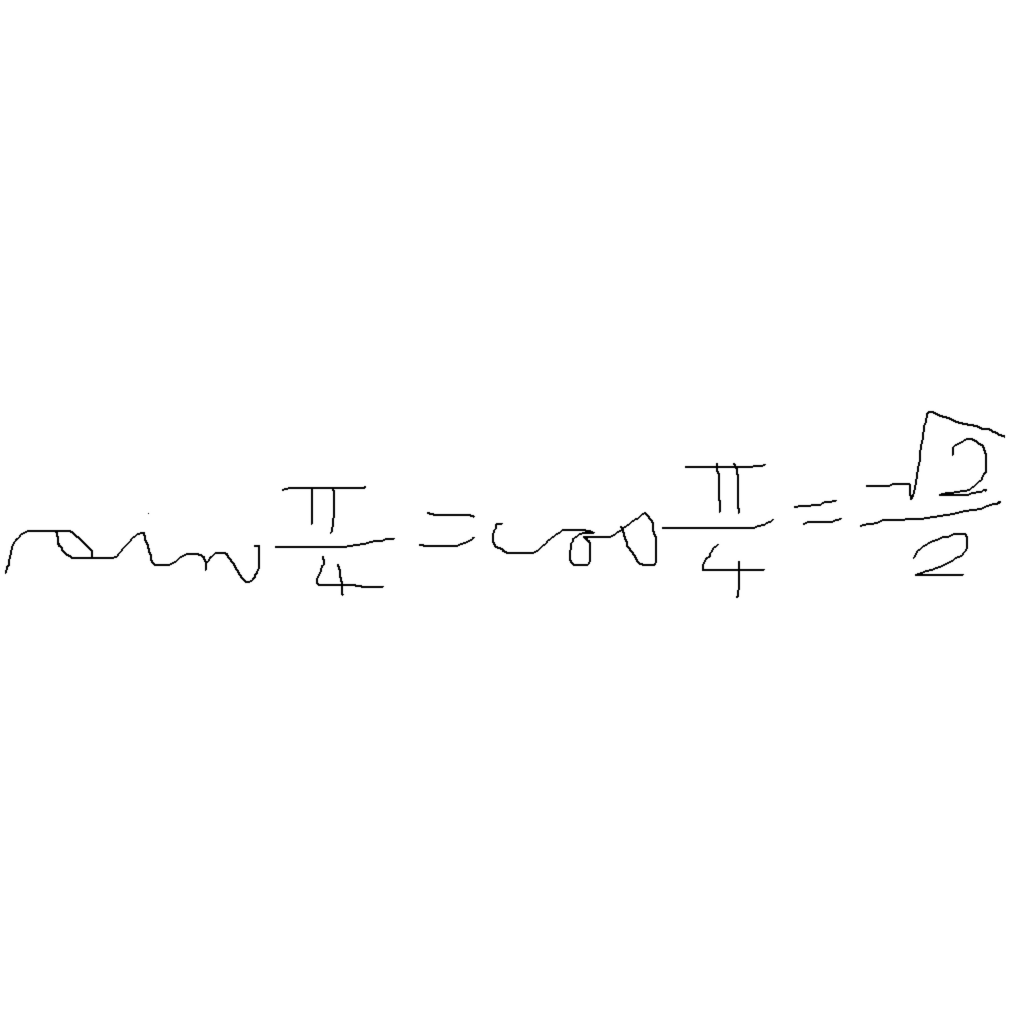 sin π/4 = cos π/4 = √2/2